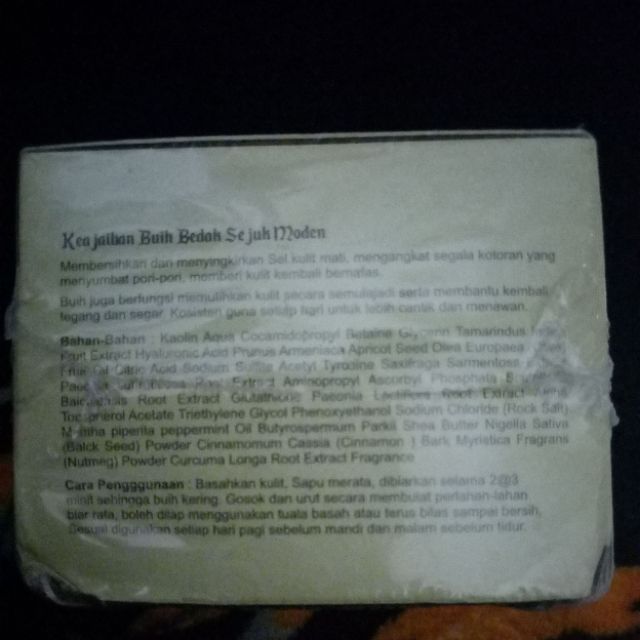 Keajaiban Buih Bedak Sejuk Moden
Membersihkan dan menyingkirkan Sel kulit mati, mengangkat segala kotoran yang
menyumbat pori-pori, memberi kulit kembali bernafas.
Buih juga berfungsi memutihkan kulit secara semulajadi serta membantu kembali
tegang dan segar. Kosisten guna setiap hari untuk lebih cantik dan menawan.
Bahan-Bahan : Kaolin Aqua Cocamidopropyl Betaine Glycerin Tamarindus
Fruit Extract Hyaluronic Acid Prunus Armeniaca Apricot Seed Olea Europaea
Fruit Oil Citric Acid Sodium Sulfite Acetyl Tyrosine Saxifraga Sarmentosa
Extract Aminopropyl Ascorbyl Phosphate
Root Extract Glutathione Paeonia Root Extract
Tocopherol Acetate Triethylene Glycol Phenoxyethanol Sodium Chloride (Rock Salt)
Mentha piperita peppermint Oil Butyrospermum Parkii Shea Butter Nigella Sativa
(Balck Seed) Powder Cinnamomum Cassia (Cinnamon ) Bark Myristica Fragrans
(Nutmeg) Powder Curcuma Longa Root Extract Fragrance
Cara Pengggunaan : Basahkan kulit, Sapu merata, dibiarkan selama 2@3
minit sehingga buih kering. Gosok dan urut secara membulat perlahan-lahan
biar rata, boleh dilap menggunakan tuala basah atau terus bilas sampai bersih,
Sesuai digunakan setiap hari pagi sebelum mandi dan malam sebelum tidur.